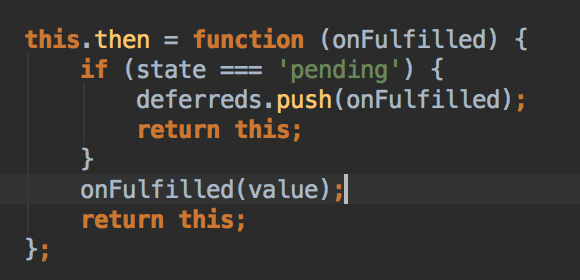 this.then = function (onFulfilled) {
    if (state === 'pending') {
        deferreds.push(onFulfilled);
        return this;
    }
    onFulfilled(value);
    return this;
};